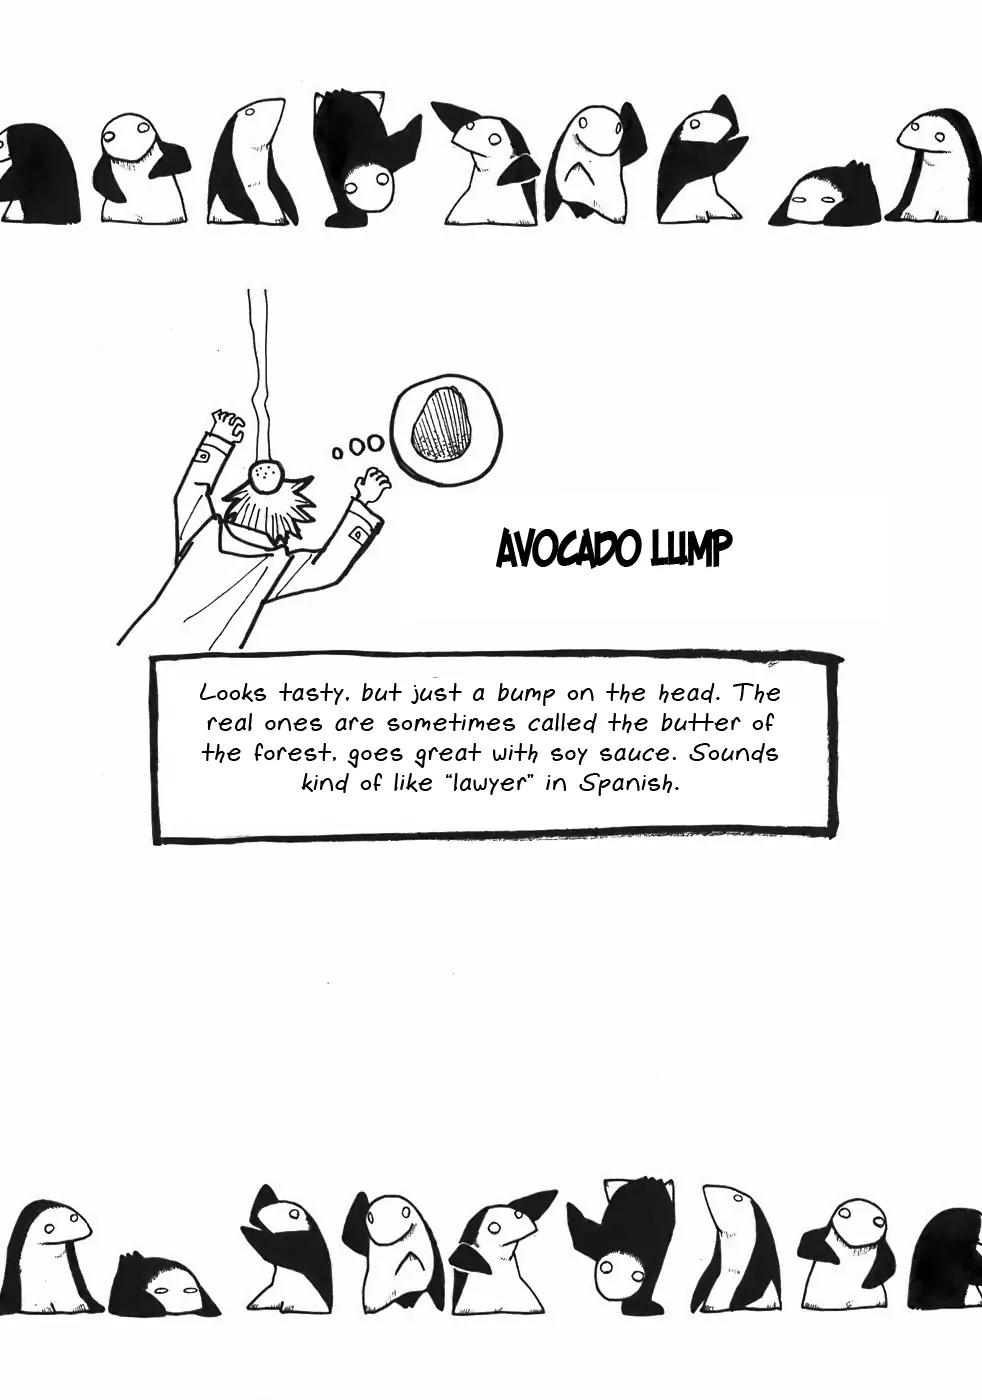 AVOCADO LUMP
Looks tasty, but just a bump on the head. The
real ones are sometimes called the butter of
the forest, goes great with soy sauce. Sounds
kind of like "lawyer" in Spanish.